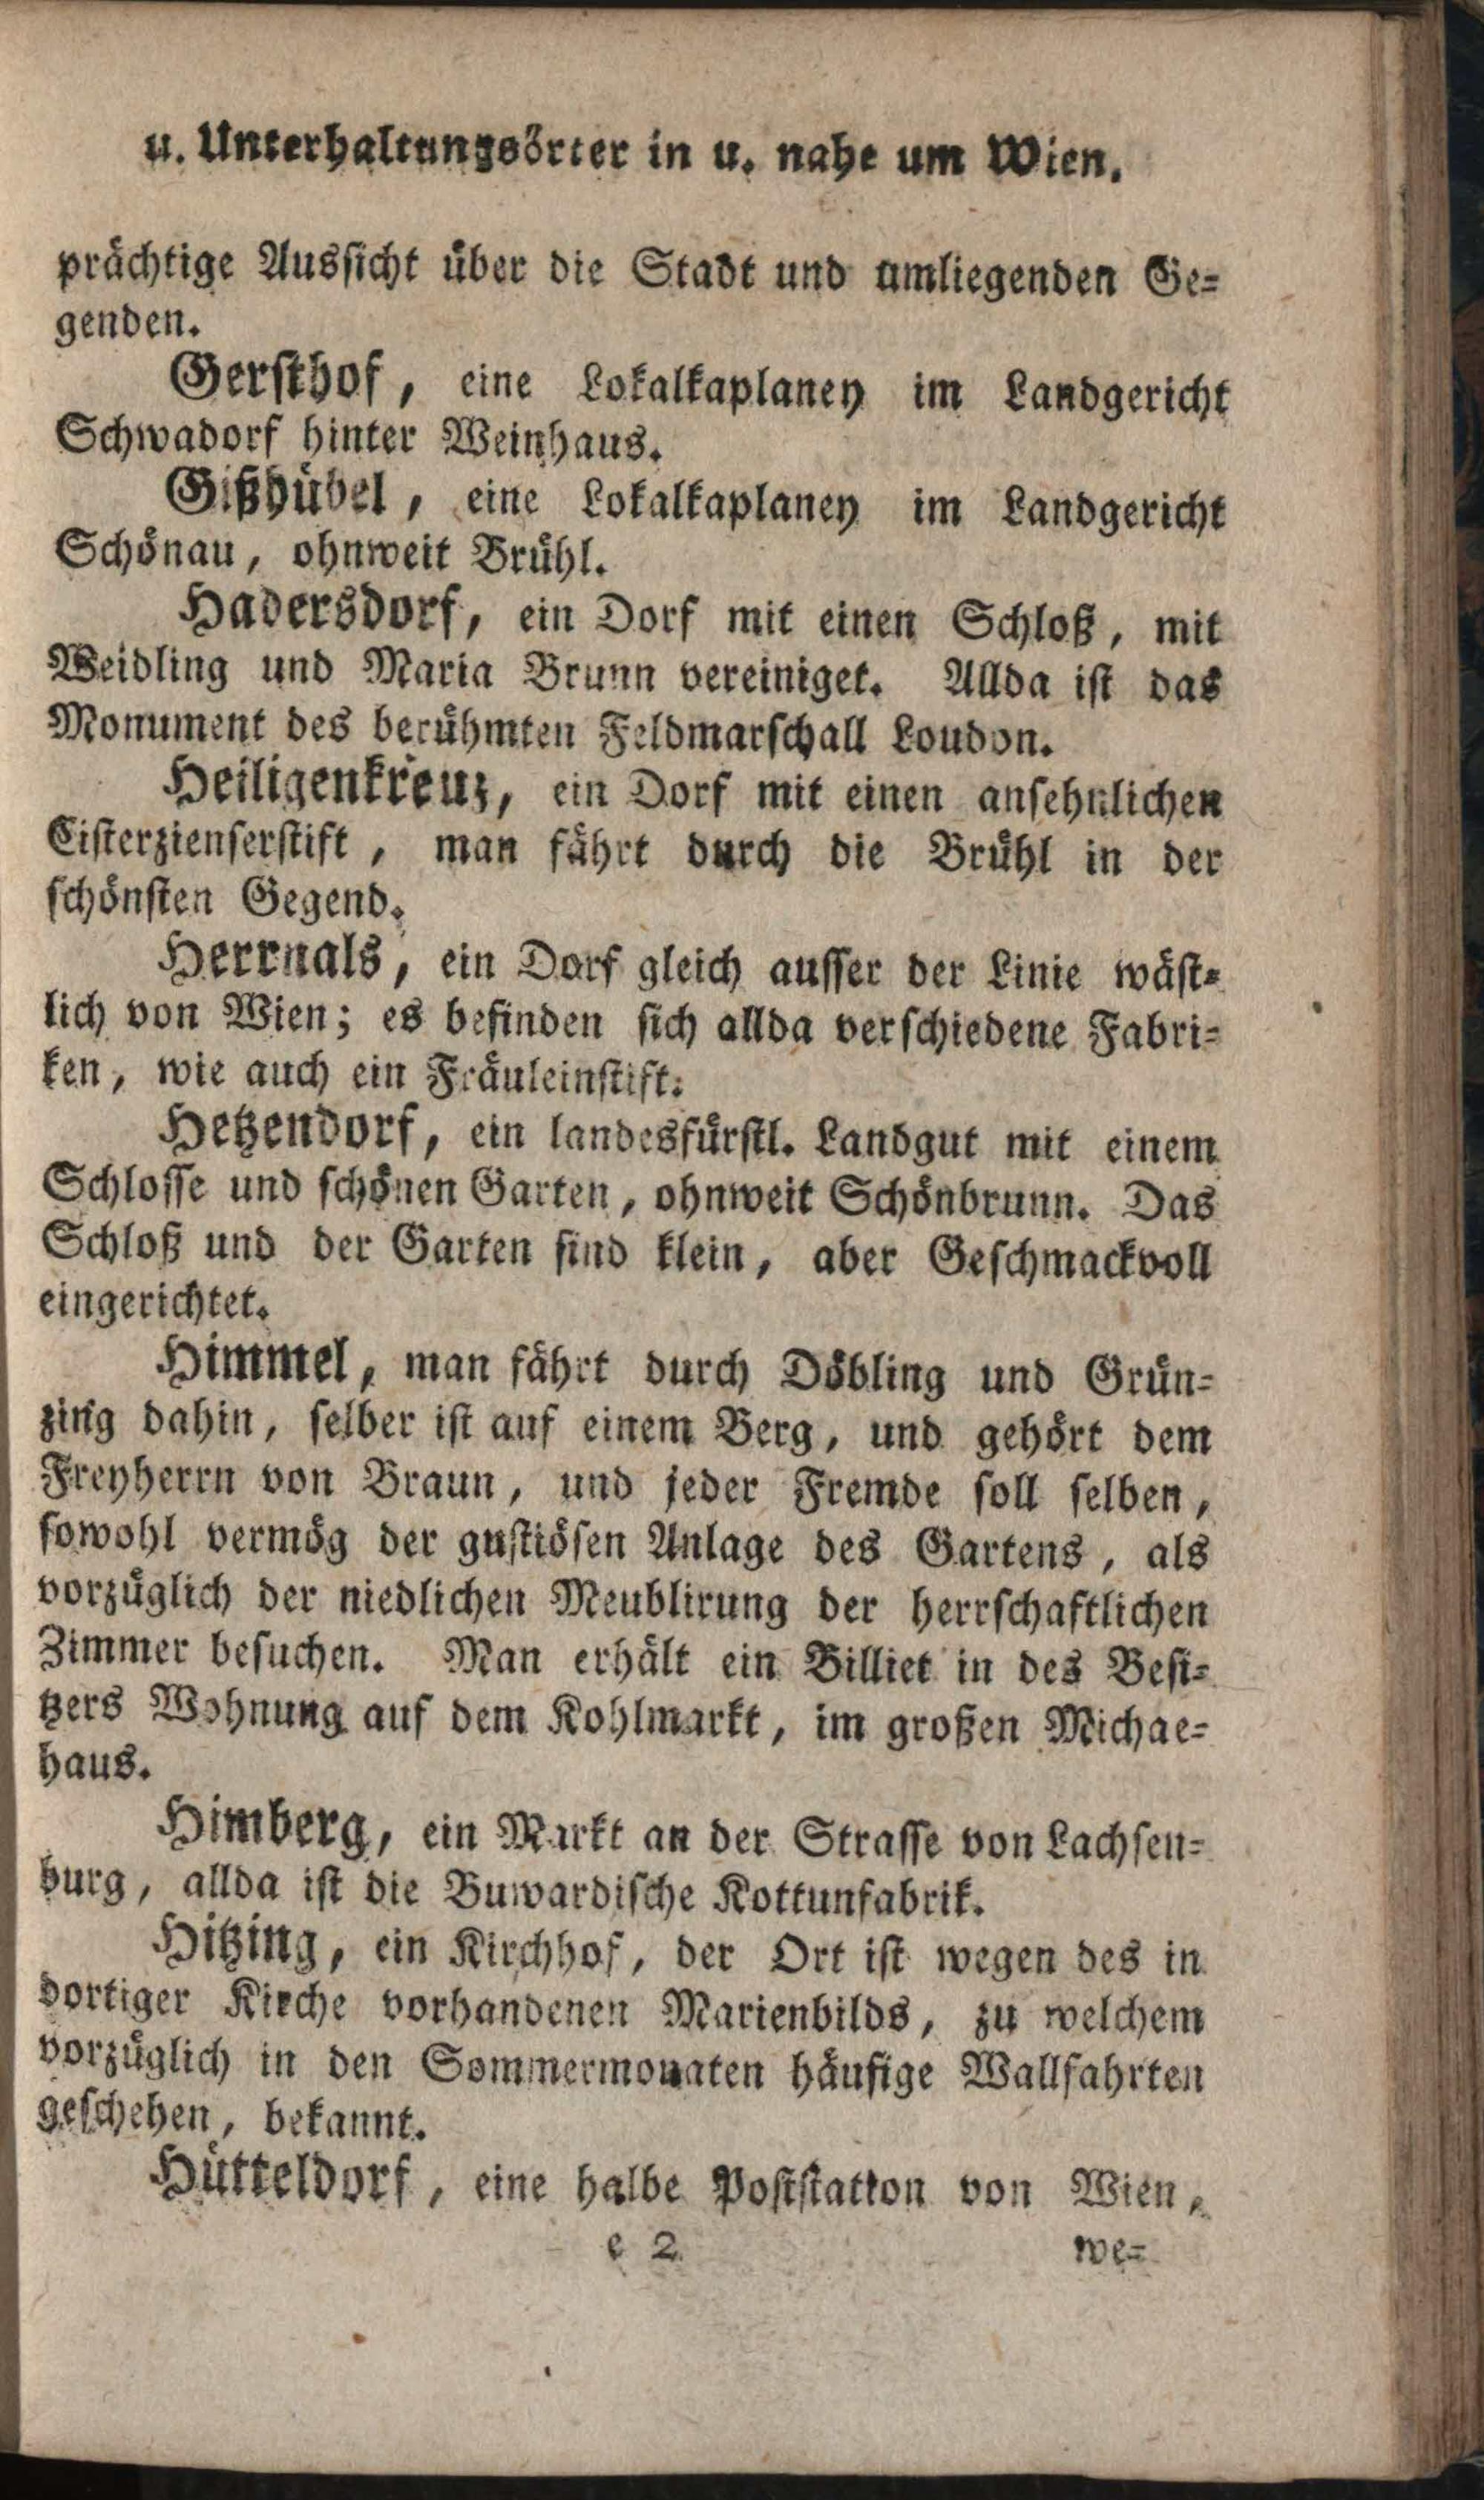 u. Unterhaltungsörter in u. nahe um Wien.
prächtige Aussicht über die Stadt und umliegenden Ge-
genden.
Gersthof, eine Lokalkaplaney im Landgericht
Schwadorf hinter Weinhaus.
Gißhübel, eine Lokalkaplaney im Landgericht
Schönau, ohnweit Brühl.
Hadersdorf, ein Dorf mit einen Schloß, mit
Weidling und Maria Brunn vereiniget. Allda ist das
Monument des berühmten Feldmarschall Loudon.
Heiligenkreuz, ein Dorf mit einen ansehnlichen
Cisterzienserstift, man fährt durch die Brühl in der
schönsten Gegend.
Herrnals, ein Dorf gleich ausser der Linie wäst-
lich von Wien; es befinden sich allda verschiedene Fabri-
ken, wie auch ein Fräuleinstift.
Hetzendorf, ein landesfürstl. Landgut mit einem
Schlosse und schönen Garten, ohnweit Schönbrunn. Das
Schloß und der Garten sind klein, aber Geschmackvoll
eingerichtet.
Himmel, man fährt durch Döbling und Grün-
zing dahin, selber ist auf einem Berg, und gehört dem
Freyherrn von Braun, und jeder Fremde soll selben,
sowohl vermög der gustiösen Anlage des Gartens, als
vorzüglich der niedlichen Meublirung der herrschaftlichen
Zimmer besuchen. Man erhält ein Billiet in des Besi-
tzers Wohnung auf dem Kohlmarkt, im großen Michae-
haus.
Himberg, ein Markt an der Strasse von Lachsen-
burg, allda ist die Buwardische Kottunfabrik.
Hitzing, ein Kirchhof, der Ort ist wegen des in
dortiger Kirche vorhandenen Marienbilds, zu welchem
vorzüglich in den Sommermonaten häufige Wallfahrten
geschehen, bekannt.
Hütteldorf, eine halbe Poststation von Wien,
e 2
we-